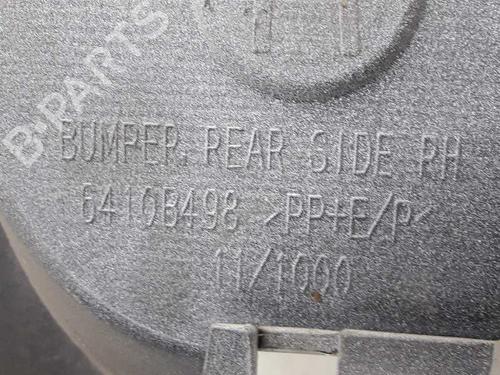 B-PARTS
BUMPER, REAR SIDE RH
6410B498 >PP+E/P<
11/1000